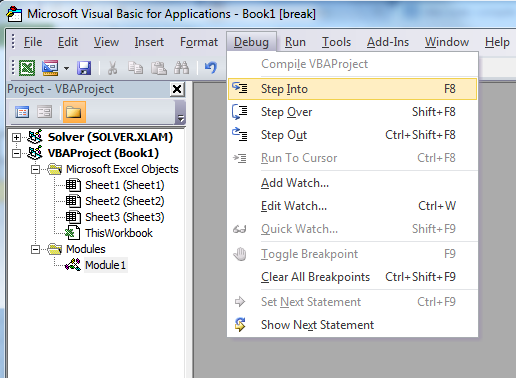 Microsoft Visual Basic for Applications - Book1 [break]
File Edit View Insert Format Debug Run Tools Add-Ins Window Help
Project - VBAProject
Solver (SOLVER.XLAM)
VBAProject (Book1)
Microsoft Excel Objects
Sheet1 (Sheet1)
Sheet2 (Sheet2)
Sheet3 (Sheet3)
ThisWorkbook
Modules
Module1
Compile VBAProject
Step Into F8
Step Over Shift+F8
Step Out Ctrl+Shift+F8
Run To Cursor Ctrl+F8
Add Watch...
Edit Watch... Ctrl+W
Quick Watch... Shift+F9
Toggle Breakpoint F9
Clear All Breakpoints Ctrl+Shift+F9
Set Next Statement Ctrl+F9
Show Next Statement